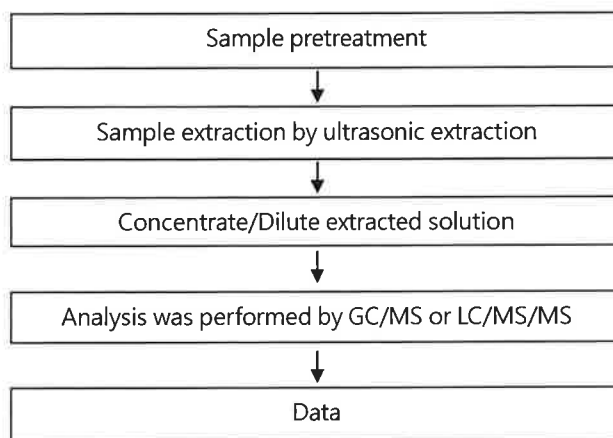 Sample pretreatment
Sample extraction by ultrasonic extraction
Concentrate/Dilute extracted solution
Analysis was performed by GC/MS or LC/MS/MS
Data